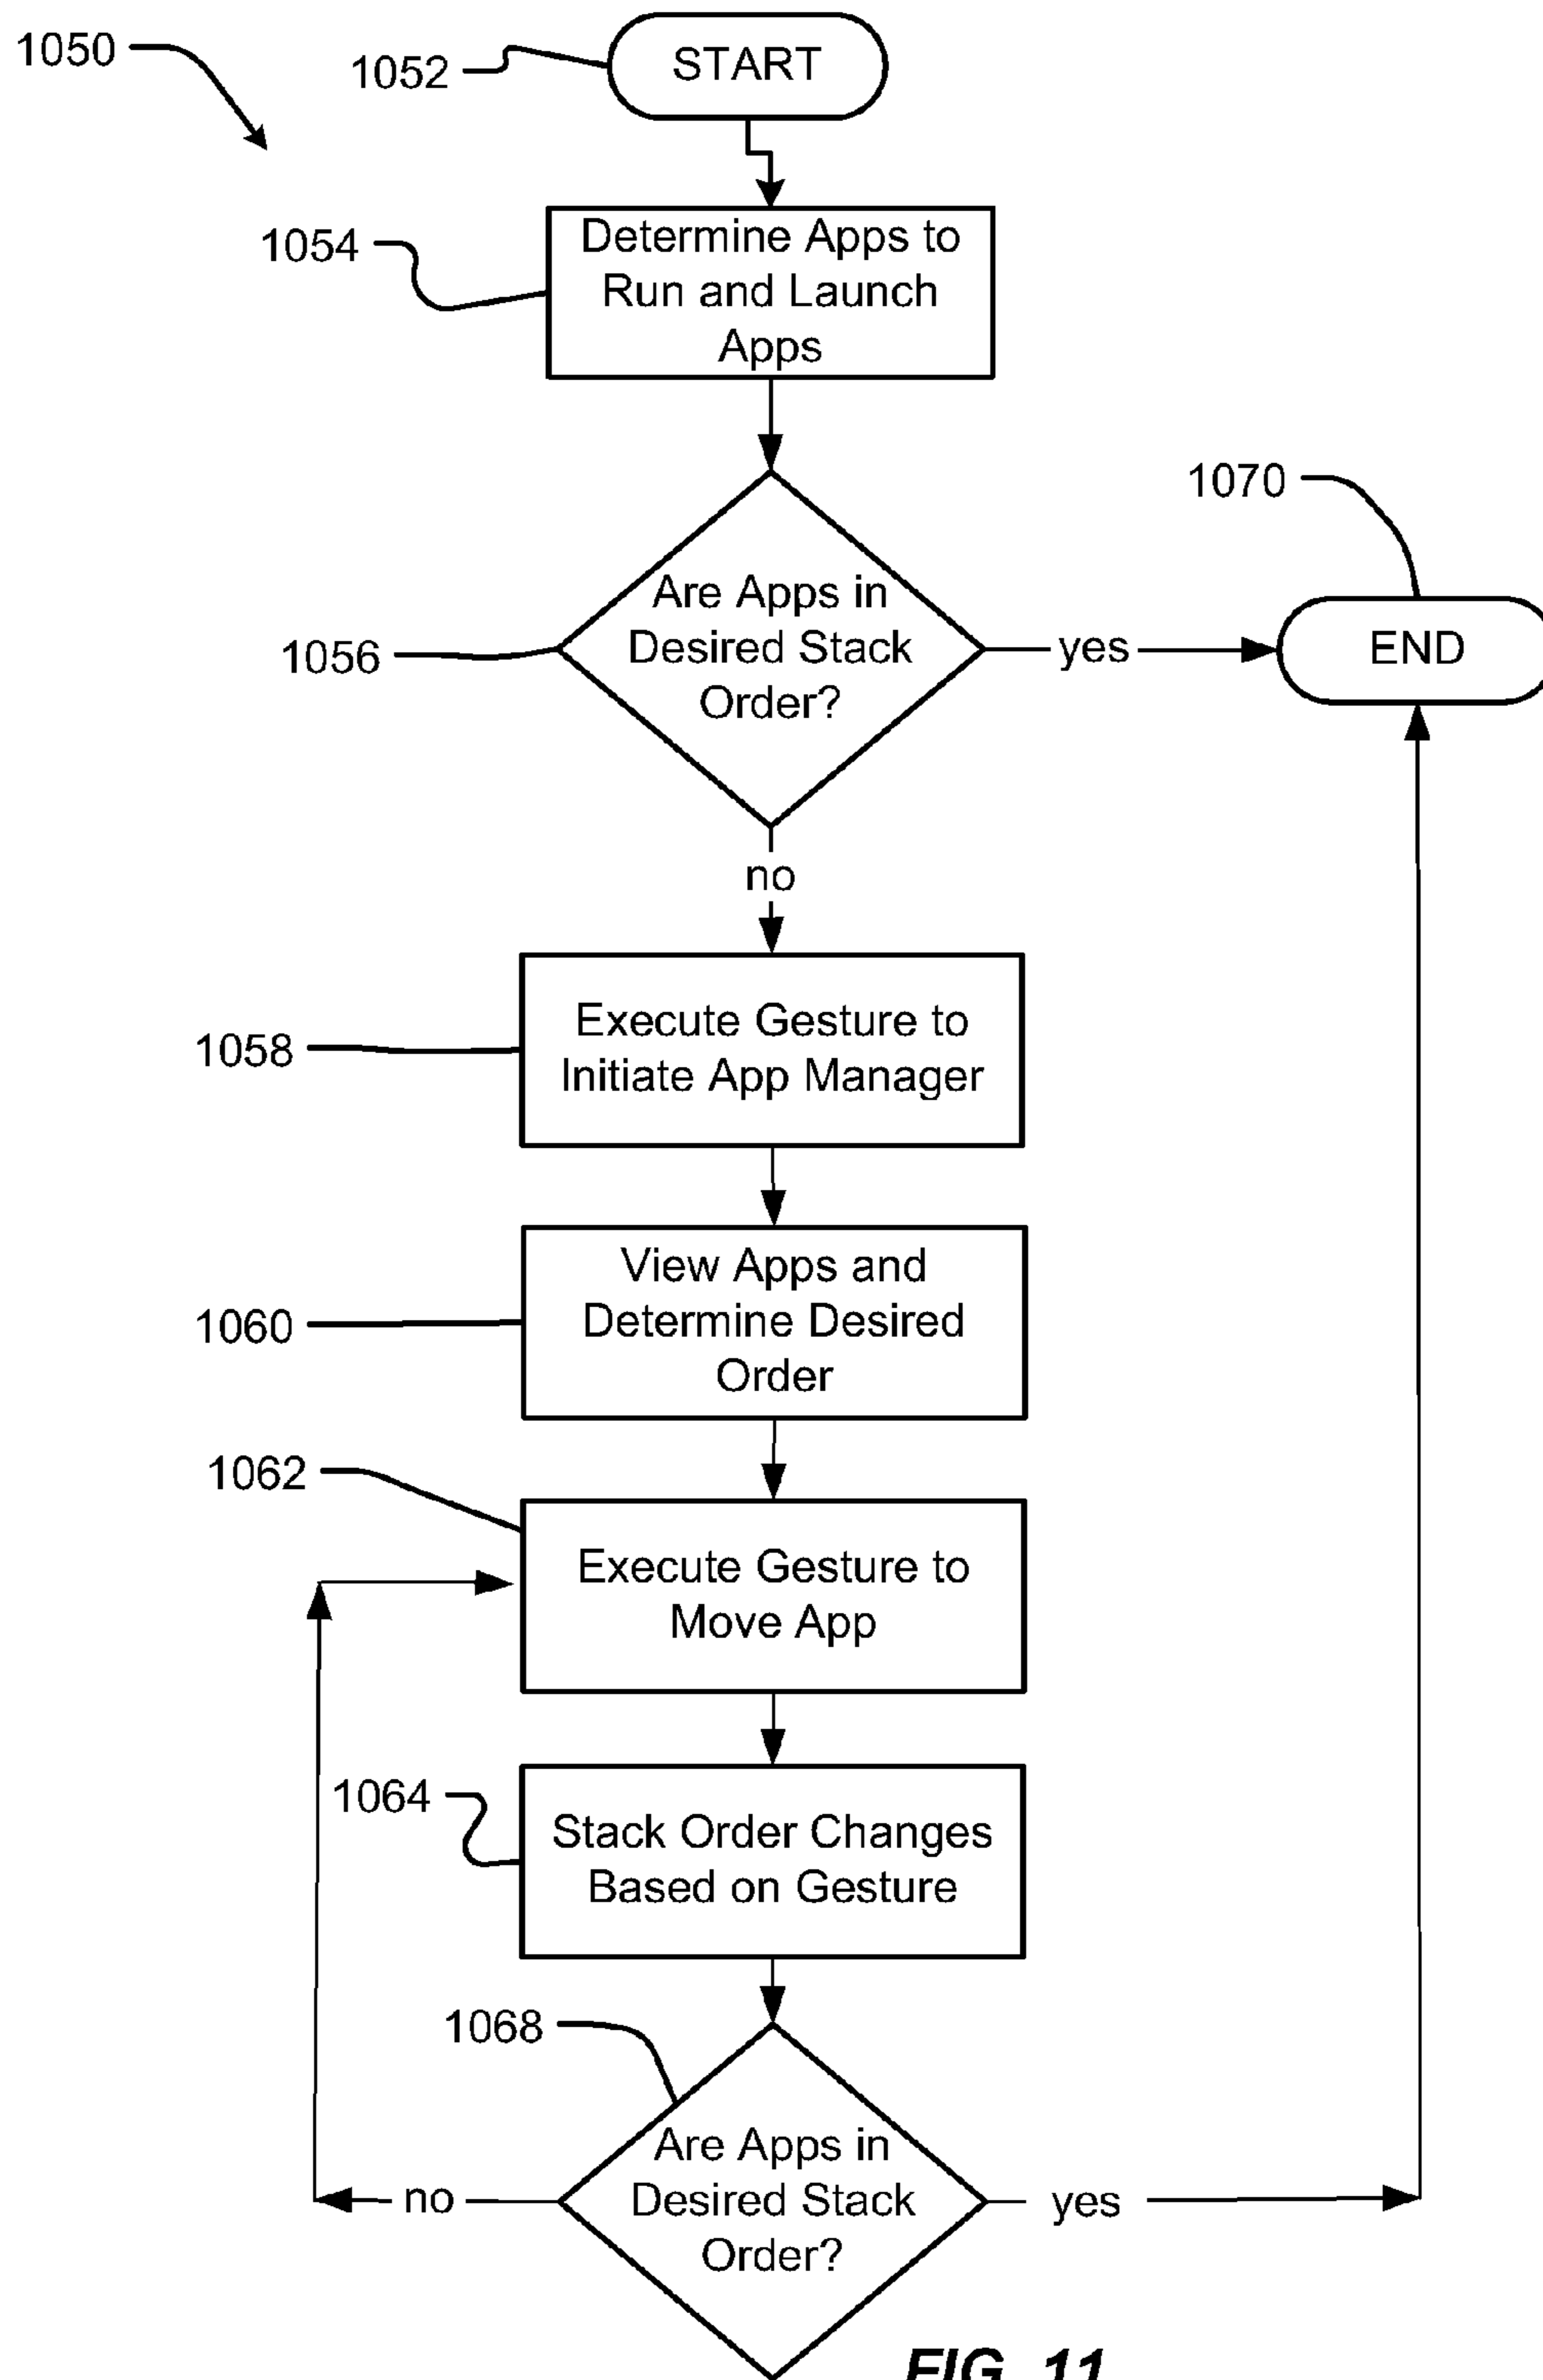 1050
1052
START
1054
Determine Apps to
Run and Launch
Apps
1056
Are Apps in
Desired Stack
Order?
yes
1070
END
no
1058
Execute Gesture to
Initiate App Manager
1060
View Apps and
Determine Desired
Order
1062
Execute Gesture to
Move App
1064
Stack Order Changes
Based on Gesture
1068
Are Apps in
Desired Stack
Order?
no
yes
FIG. 11